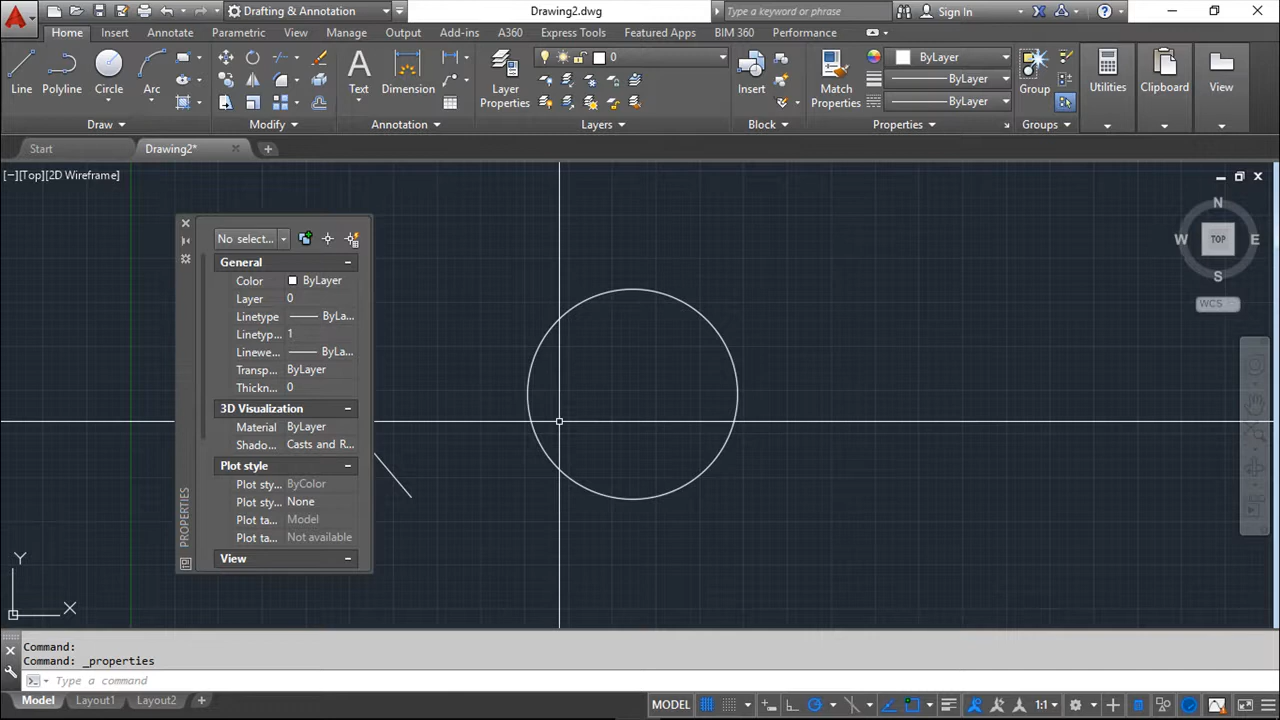 Drafting & Annotation
Drawing2.dwg
Type a keyword or phrase
Sign In
Home
Insert
Annotate
Parametric
View
Manage
Output
Add-ins
A360
Express Tools
Featured Apps
BIM 360
Performance
Line
Polyline
Circle
Arc
Draw
Modify
Text
Dimension
Annotation
Layer Properties
0
Layers
Insert
Block
Match Properties
ByLayer
ByLayer
ByLayer
Properties
Group
Groups
Utilities
Clipboard
View
Start
Drawing2*
[−][Top][2D Wireframe]
No select...
General
Color ByLayer
Layer 0
Linetype ByLa...
Linetyp... 1
Linewe... ByLa...
Transp... ByLayer
Thickn... 0
3D Visualization
Material ByLayer
Shado... Casts and R...
Plot style
Plot sty... ByColor
Plot sty... None
Plot ta... Model
Plot ta... Not available
View
PROPERTIES
N
W TOP E
S
WCS
Y
X
Command:
Command: _properties
Type a command
Model
Layout1
Layout2
MODEL
1:1